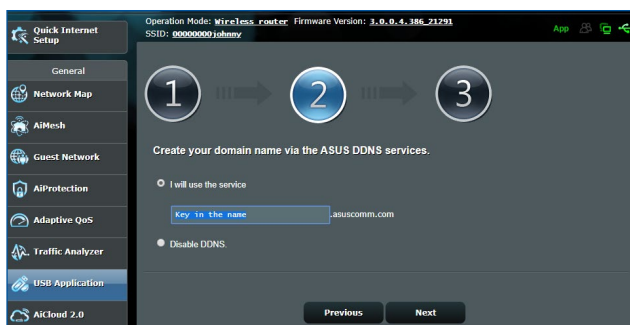 Quick Internet
Setup
Operation Mode: Wireless router Firmware Version: 3.0.0.4.386_21291
SSID: 00000000johnny
App
General
Network Map
AiMesh
Guest Network
AiProtection
Adaptive QoS
Traffic Analyzer
USB Application
AiCloud 2.0
1 2 3
Create your domain name via the ASUS DDNS services.
I will use the service
Key in the name .asuscomm.com
Disable DDNS.
Previous Next